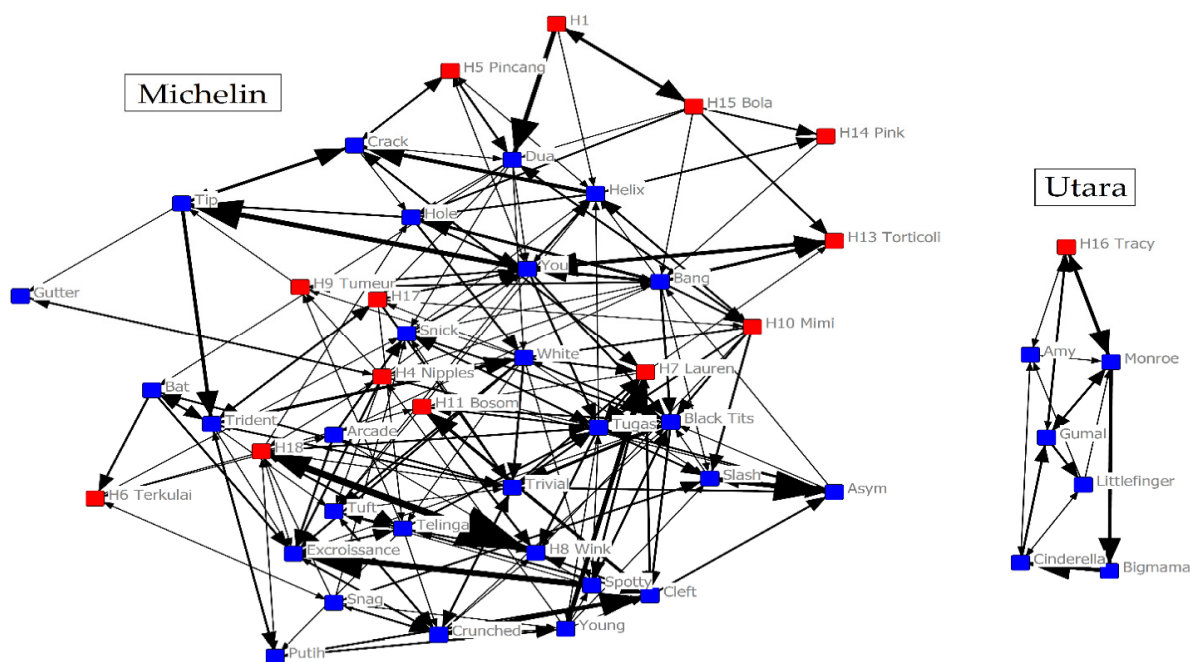 H1
H5 Pincang
Michelin
H15 Bola
H14 Pink
Crack
Dua
Utara
Helix
Tip
Hole
H13 Torticoli
H16 Tracy
You
Bang
H9 Tumeur
Gutter
H17
H10 Mimi
Snick
White
Amy
Monroe
H4 Nipples
H7 Lauren
Bat
H11 Bosom
Trident
Tugas
Black Tits
Arcade
Gumal
H18
Slash
Trivial
Littlefinger
Asym
H6 Terkulai
Tuft
Telinga
Excroissance
H8 Wink
Cinderella
Bigmama
Spotty
Cleft
Snag
Crunched
Young
Putih